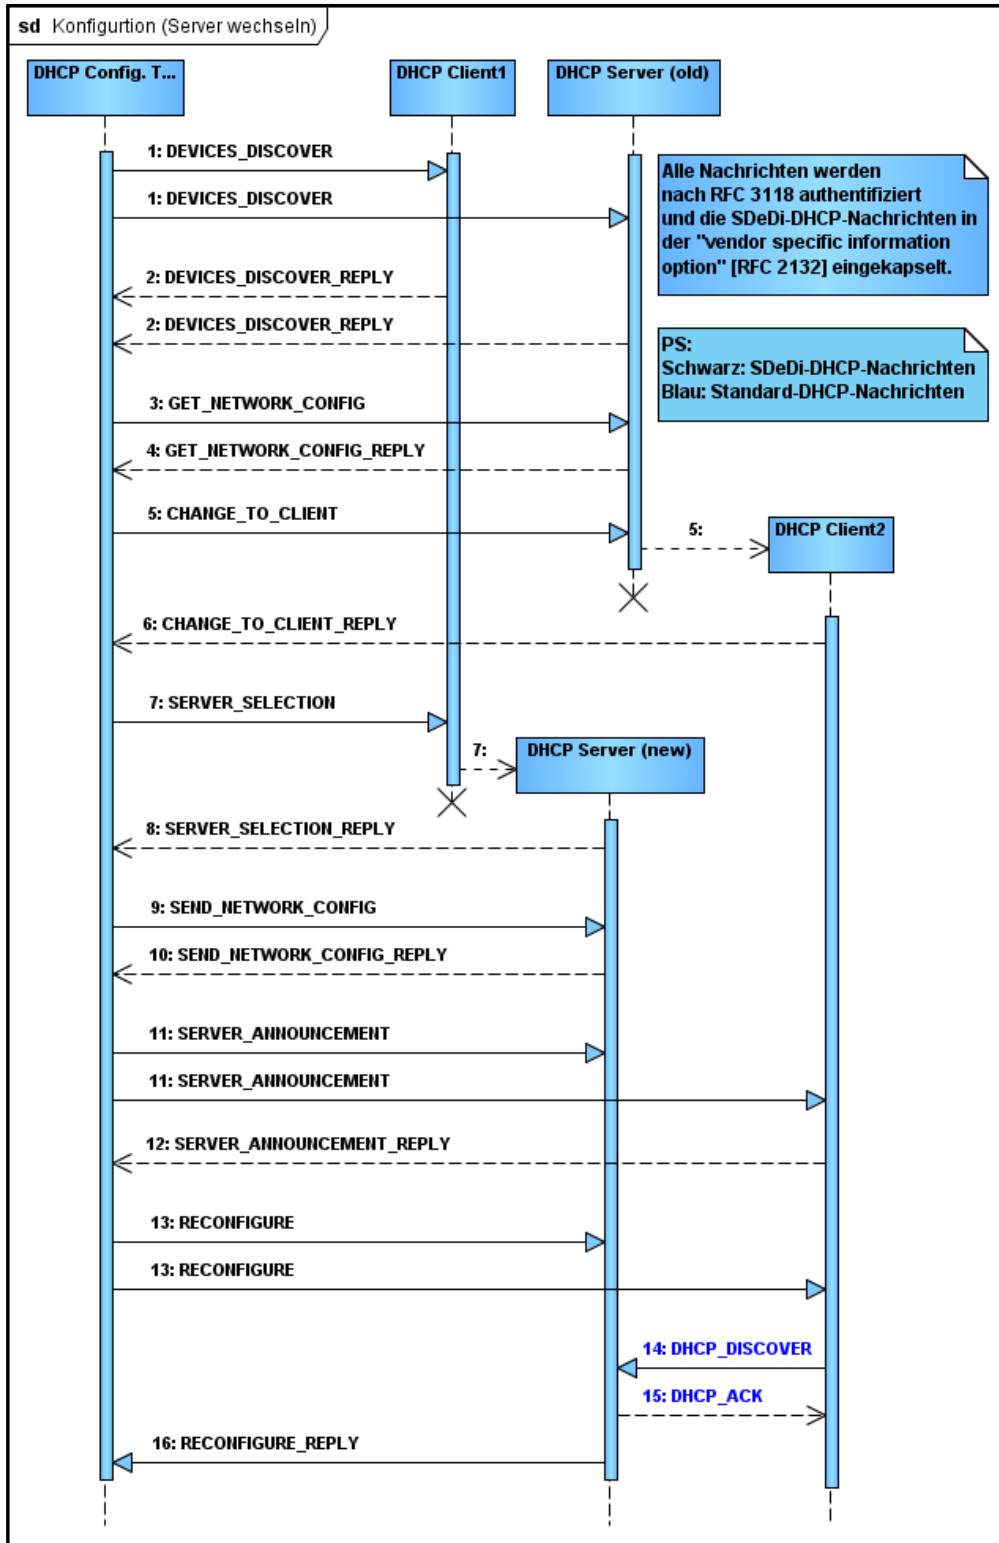 sd Konfigurtion (Server wechseln)
DHCP Config. T...
DHCP Client1
DHCP Server (old)
1: DEVICES_DISCOVER
1: DEVICES_DISCOVER
Alle Nachrichten werden
nach RFC 3118 authentifiziert
und die SDeDi-DHCP-Nachrichten in
der "vendor specific information
option" [RFC 2132] eingekapselt.
2: DEVICES_DISCOVER_REPLY
2: DEVICES_DISCOVER_REPLY
PS:
Schwarz: SDeDi-DHCP-Nachrichten
Blau: Standard-DHCP-Nachrichten
3: GET_NETWORK_CONFIG
4: GET_NETWORK_CONFIG_REPLY
5: CHANGE_TO_CLIENT
5:
DHCP Client2
6: CHANGE_TO_CLIENT_REPLY
7: SERVER_SELECTION
7:
DHCP Server (new)
8: SERVER_SELECTION_REPLY
9: SEND_NETWORK_CONFIG
10: SEND_NETWORK_CONFIG_REPLY
11: SERVER_ANNOUNCEMENT
11: SERVER_ANNOUNCEMENT
12: SERVER_ANNOUNCEMENT_REPLY
13: RECONFIGURE
13: RECONFIGURE
14: DHCP_DISCOVER
15: DHCP_ACK
16: RECONFIGURE_REPLY